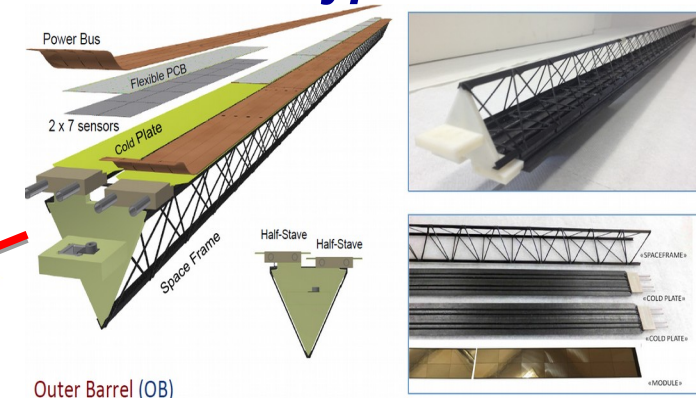 Power Bus
Flexible PCB
2 x 7 sensors
Cold Plate
Space Frame
Half-Stave
Half-Stave
Outer Barrel (OB)
«SPACEFRAME»
«COLD PLATE»
«COLD PLATE»
«MODULE»